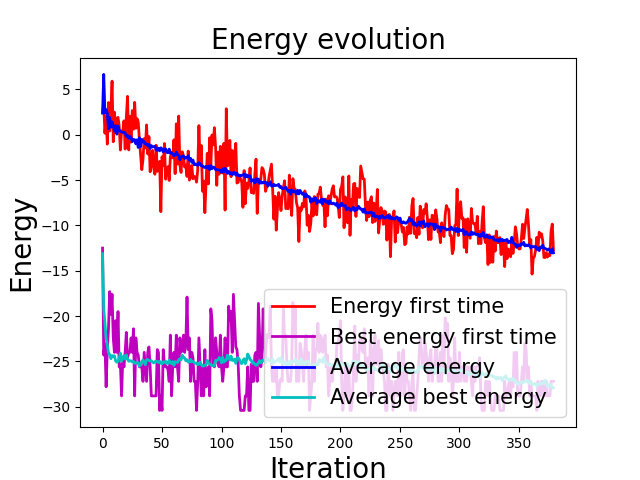 Energy evolution
Energy
5
0
−5
−10
−15
−20
−25
−30
Energy first time
Best energy first time
Average energy
Average best energy
0 50 100 150 200 250 300 350
Iteration